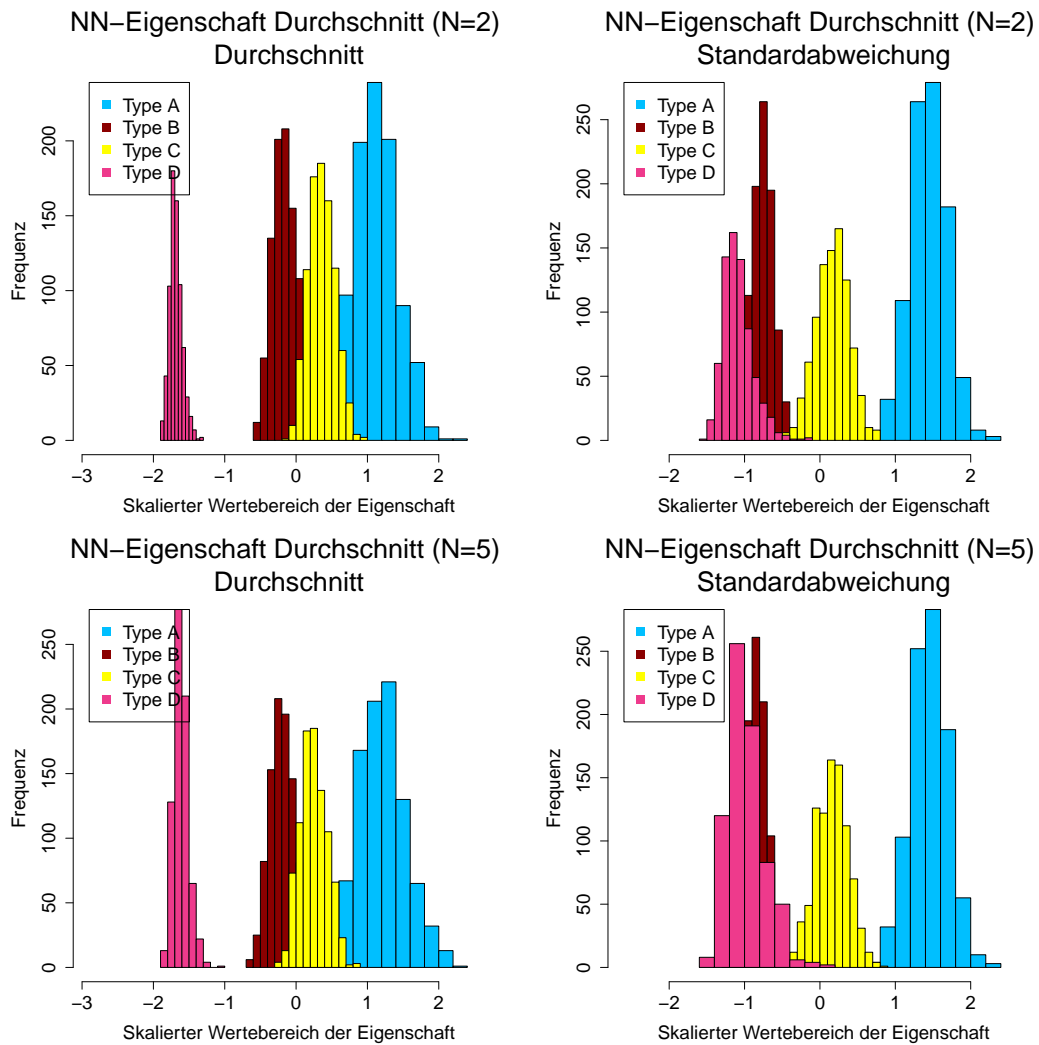 NN−Eigenschaft Durchschnitt (N=2)
Durchschnitt
Type A
Type B
Type C
Type D
Frequenz
0
50
100
150
200
−3
−2
−1
0
1
2
Skalierter Wertebereich der Eigenschaft
NN−Eigenschaft Durchschnitt (N=2)
Standardabweichung
Type A
Type B
Type C
Type D
Frequenz
0
50
100
150
200
250
−2
−1
0
1
2
Skalierter Wertebereich der Eigenschaft
NN−Eigenschaft Durchschnitt (N=5)
Durchschnitt
Type A
Type B
Type C
Type D
Frequenz
0
50
100
150
200
250
−3
−2
−1
0
1
2
Skalierter Wertebereich der Eigenschaft
NN−Eigenschaft Durchschnitt (N=5)
Standardabweichung
Type A
Type B
Type C
Type D
Frequenz
0
50
100
150
200
250
−2
−1
0
1
2
Skalierter Wertebereich der Eigenschaft